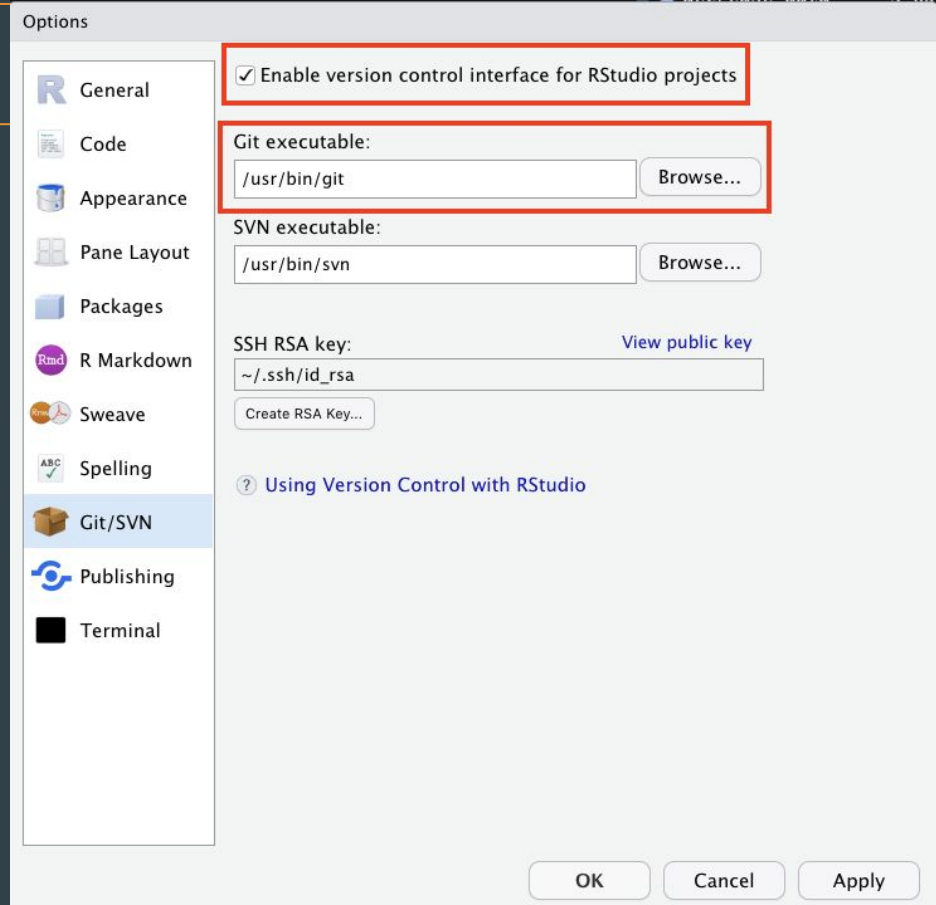 Options
General
Code
Appearance
Pane Layout
Packages
Rmd R Markdown
Sweave
ABC Spelling
Git/SVN
Publishing
Terminal
Enable version control interface for RStudio projects
Git executable:
/usr/bin/git Browse...
SVN executable:
/usr/bin/svn Browse...
SSH RSA key: View public key
~/.ssh/id_rsa
Create RSA Key...
? Using Version Control with RStudio
OK Cancel Apply